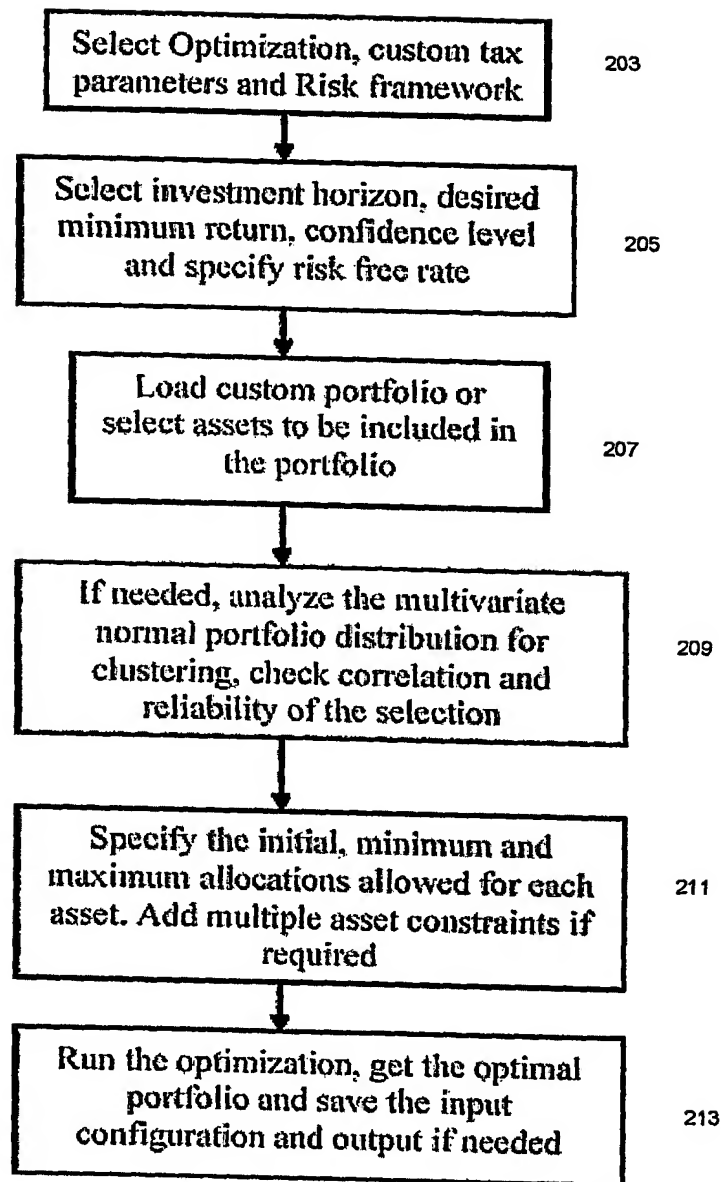 Select Optimization, custom tax
parameters and Risk framework
203
Select investment horizon, desired
minimum return, confidence level
and specify risk free rate
205
Load custom portfolio or
select assets to be included in
the portfolio
207
If needed, analyze the multivariate
normal portfolio distribution for
clustering, check correlation and
reliability of the selection
209
Specify the initial, minimum and
maximum allocations allowed for each
asset. Add multiple asset constraints if
required
211
Run the optimization, get the optimal
portfolio and save the input
configuration and output if needed
213